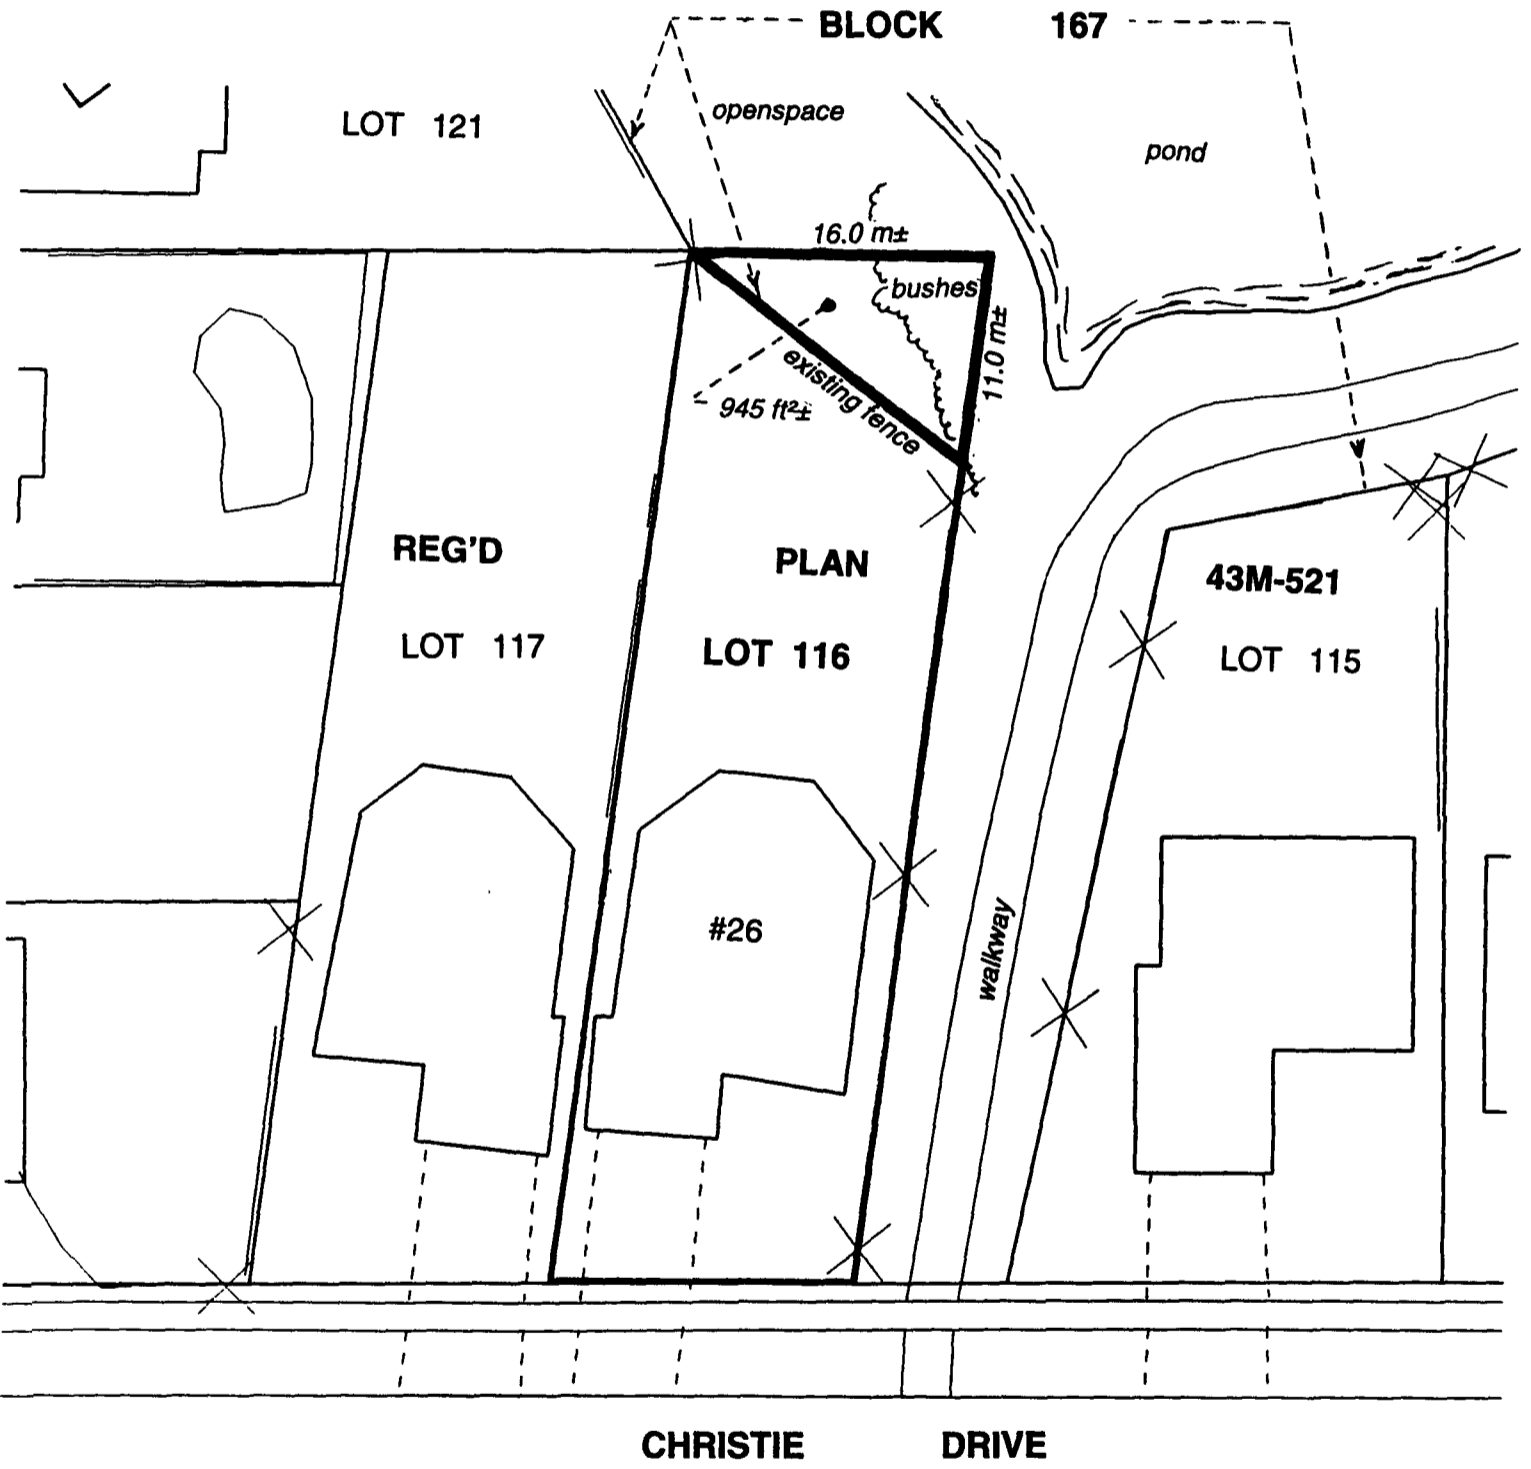 BLOCK 167
openspace
LOT 121
pond
16.0 m±
bushes
11.0 m±
existing fence
945 ft²±
REG'D PLAN 43M-521
LOT 117
LOT 116
LOT 115
#26
walkway
CHRISTIE DRIVE